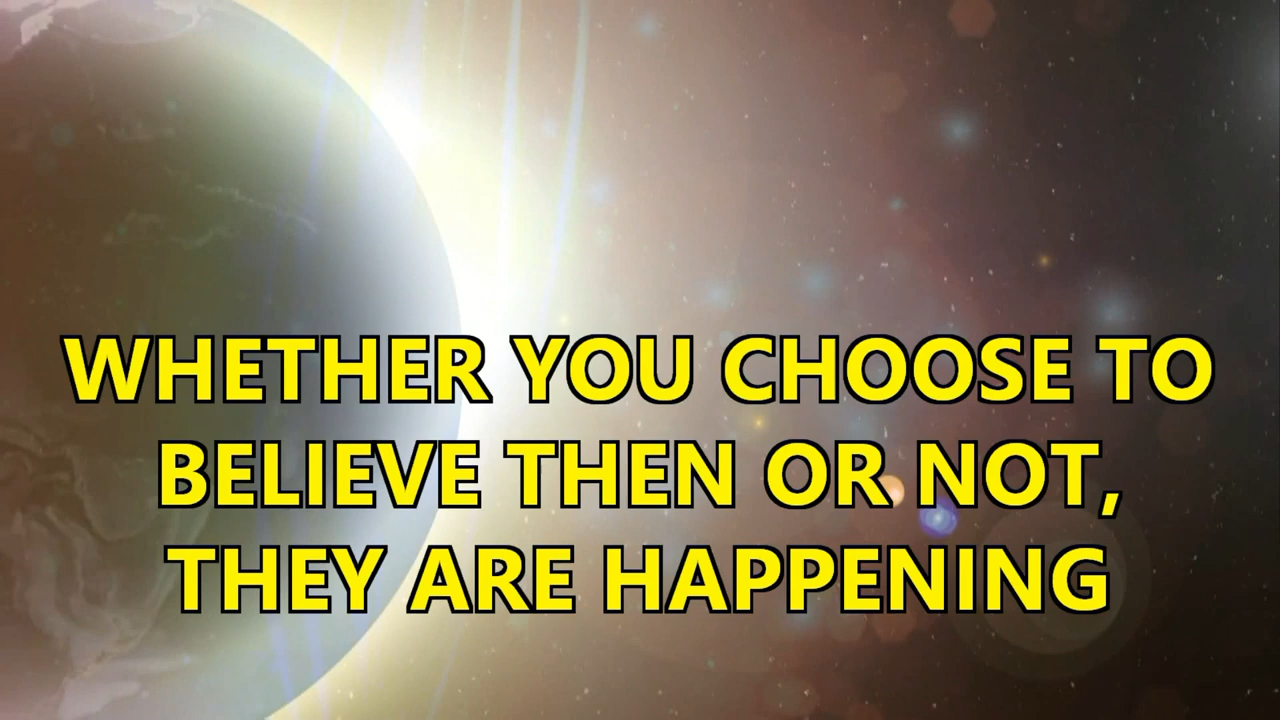 WHETHER YOU CHOOSE TO
BELIEVE THEN OR NOT,
THEY ARE HAPPENING